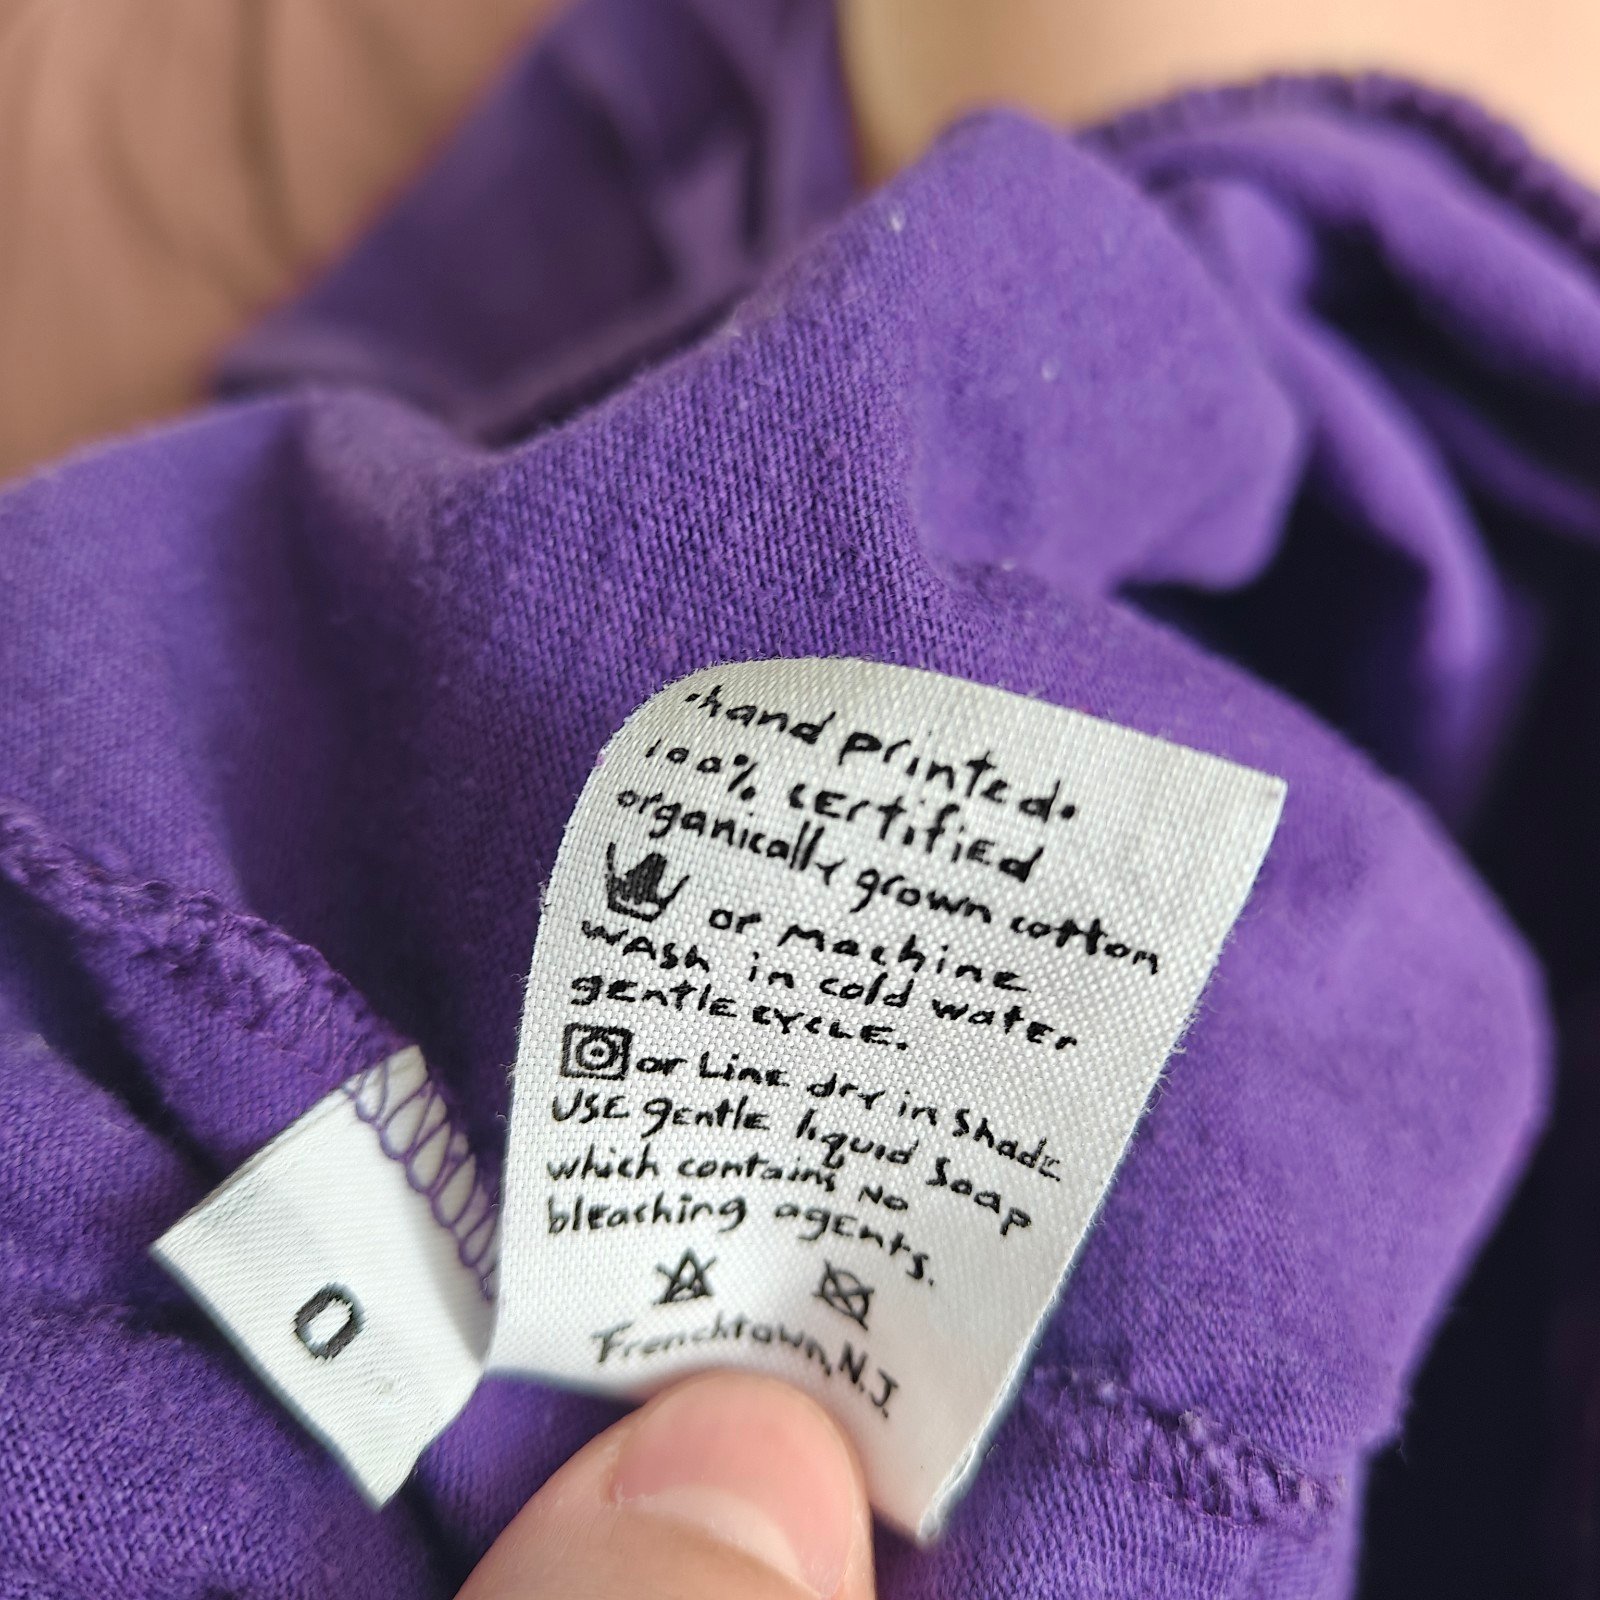 •hand printed.
100% certified
organically grown cotton
or machine
wash in cold water
gentle cycle.
or Line dry in shade
USE gentle liquid soap
which contains NO
bleaching agents.
Frenchtown, N.J.
0